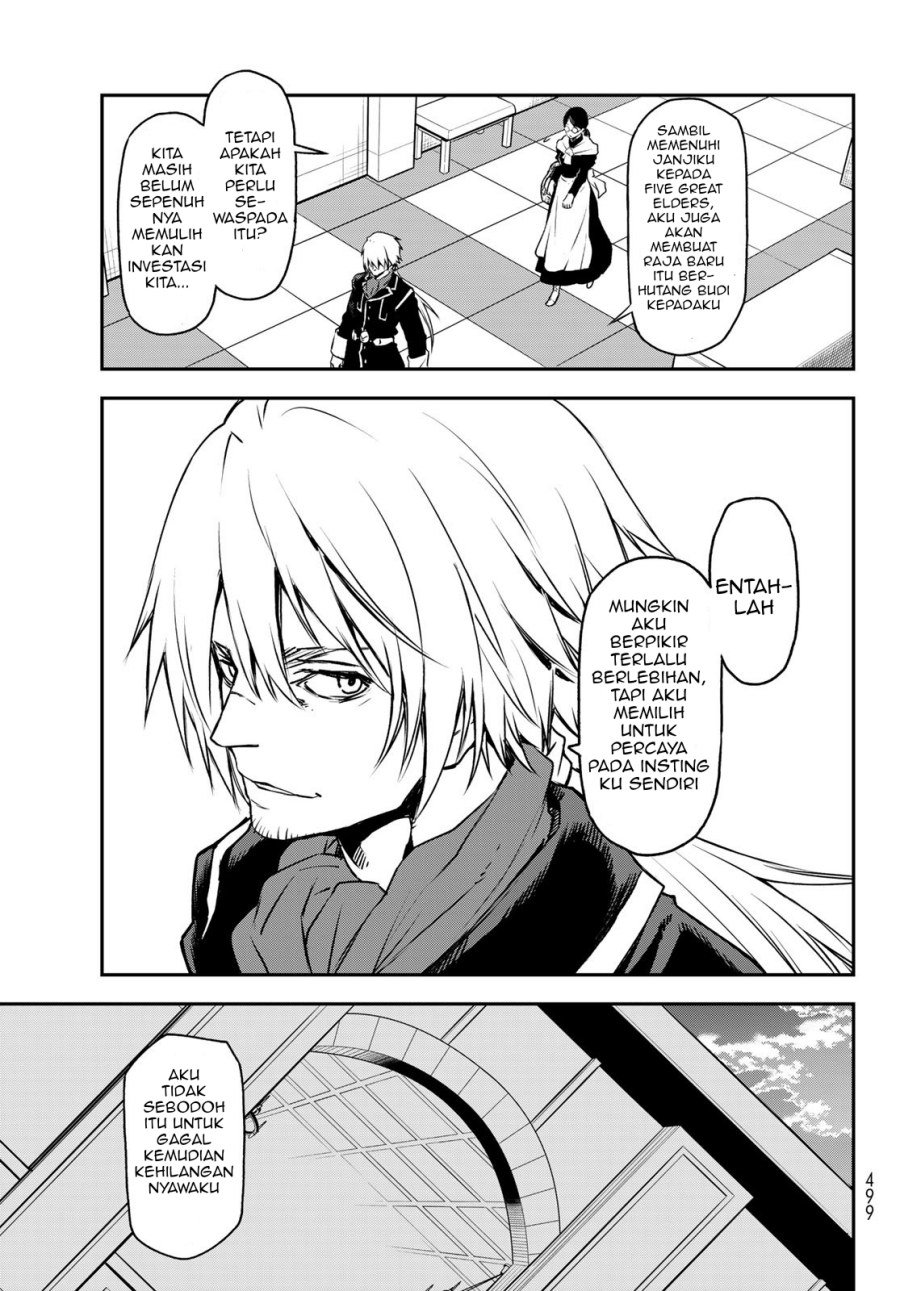 SAMBIL
MEMENUHI
JANJIKU
KEPADA
FIVE GREAT
ELDERS,
AKU JUGA
AKAN
MEMBUAT
RAJA BARU
ITU BER-
HUTANG BUDI
KEPADAKU
TETAPI
APAKAH
KITA
PERLU
SE-
WASPADA
ITU?
KITA
MASIH
BELUM
SEPENUH
NYA
MEMULIH
KAN
INVESTASI
KITA...
ENTAH-
LAH
MUNGKIN
AKU
BERPIKIR
TERLALU
BERLEBIHAN,
TAPI AKU
MEMILIH
UNTUK
PERCAYA
PADA INSTING
KU SENDIRI
AKU
TIDAK
SEBODOH
ITU UNTUK
GAGAL
KEMUDIAN
KEHILANGAN
NYAWAKU
499